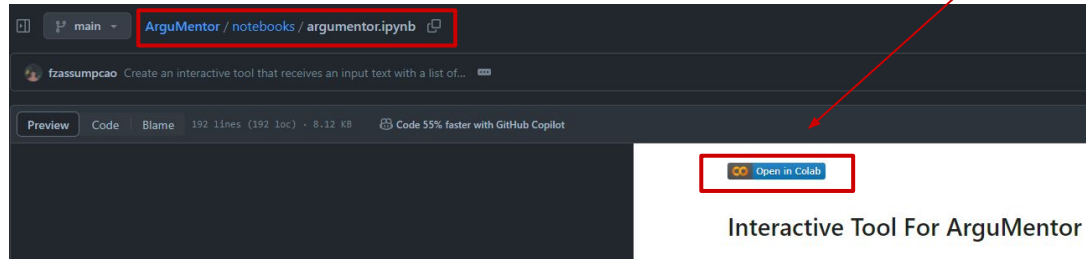 main
ArguMentor / notebooks / argumentor.ipynb
fzassumpcao Create an interactive tool that receives an input text with a list of...
Preview Code Blame 192 lines (192 loc) · 8.12 KB Code 55% faster with GitHub Copilot
Open in Colab
Interactive Tool For ArguMentor